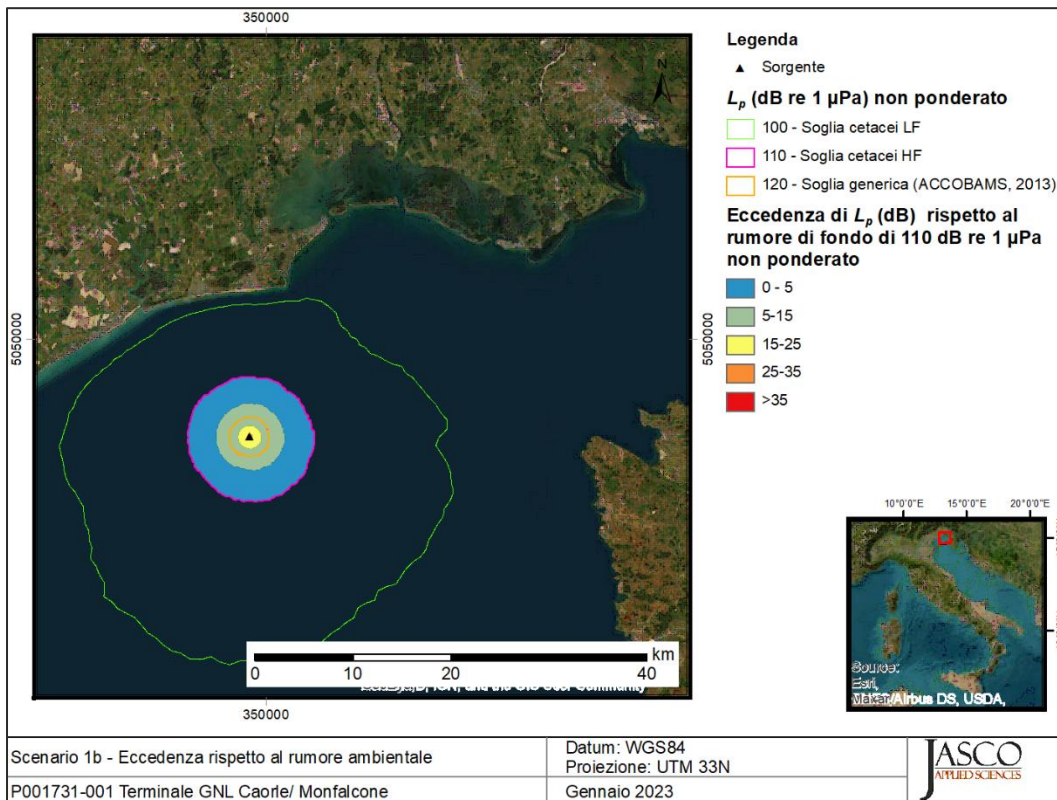 350000
5050000
5050000
350000
N
0 10 20 40
km
Legenda
Sorgente
Lp (dB re 1 µPa) non ponderato
100 - Soglia cetacei LF
110 - Soglia cetacei HF
120 - Soglia generica (ACCOBAMS, 2013)
Eccedenza di Lp (dB) rispetto al
rumore di fondo di 110 dB re 1 µPa
non ponderato
0 - 5
5-15
15-25
25-35
>35
10°0'0"E 15°0'0"E 20°0'0"E
Source:
Esri,
Airbus DS, USDA,
Scenario 1b - Eccedenza rispetto al rumore ambientale
P001731-001 Terminale GNL Caorle/ Monfalcone
Datum: WGS84
Proiezione: UTM 33N
Gennaio 2023
JASCO
APPLIED SCIENCES